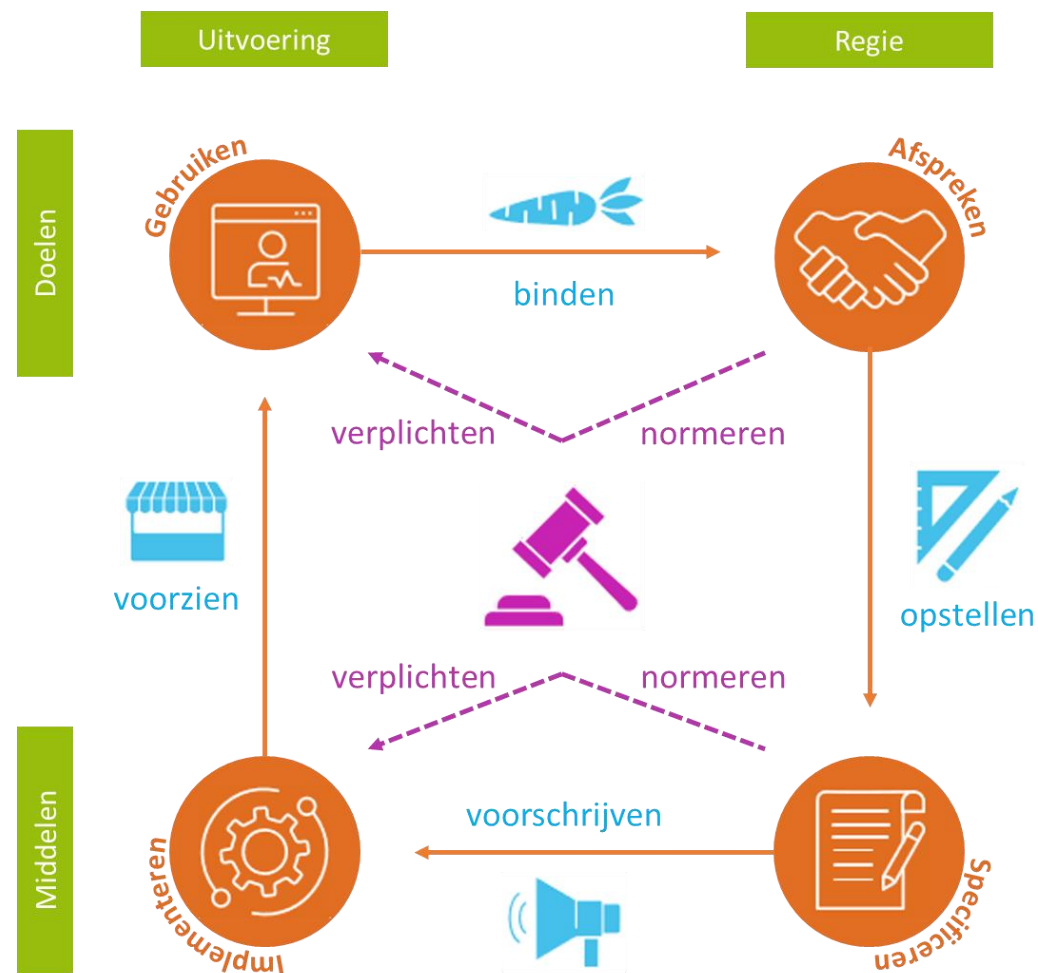 Uitvoering
Regie
Doelen
Gebruiken
Afspreken
binden
verplichten
normeren
voorzien
opstellen
verplichten
normeren
voorschrijven
Middelen
Implementeren
Specificeren